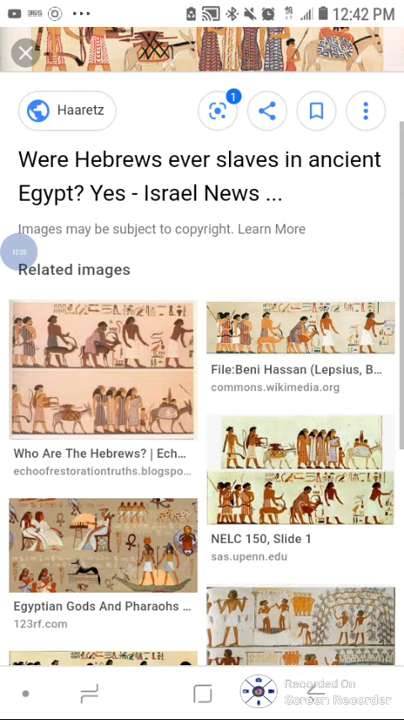 365
12:42 PM
Haaretz
1
Were Hebrews ever slaves in ancient
Egypt? Yes - Israel News ...
Images may be subject to copyright. Learn More
Related images
Who Are The Hebrews? | Ech...
echoofrestorationtruths.blogspo...
File:Beni Hassan (Lepsius, B...
commons.wikimedia.org
NELC 150, Slide 1
sas.upenn.edu
Egyptian Gods And Pharaohs ...
123rf.com
Recorded On
Screen Recorder